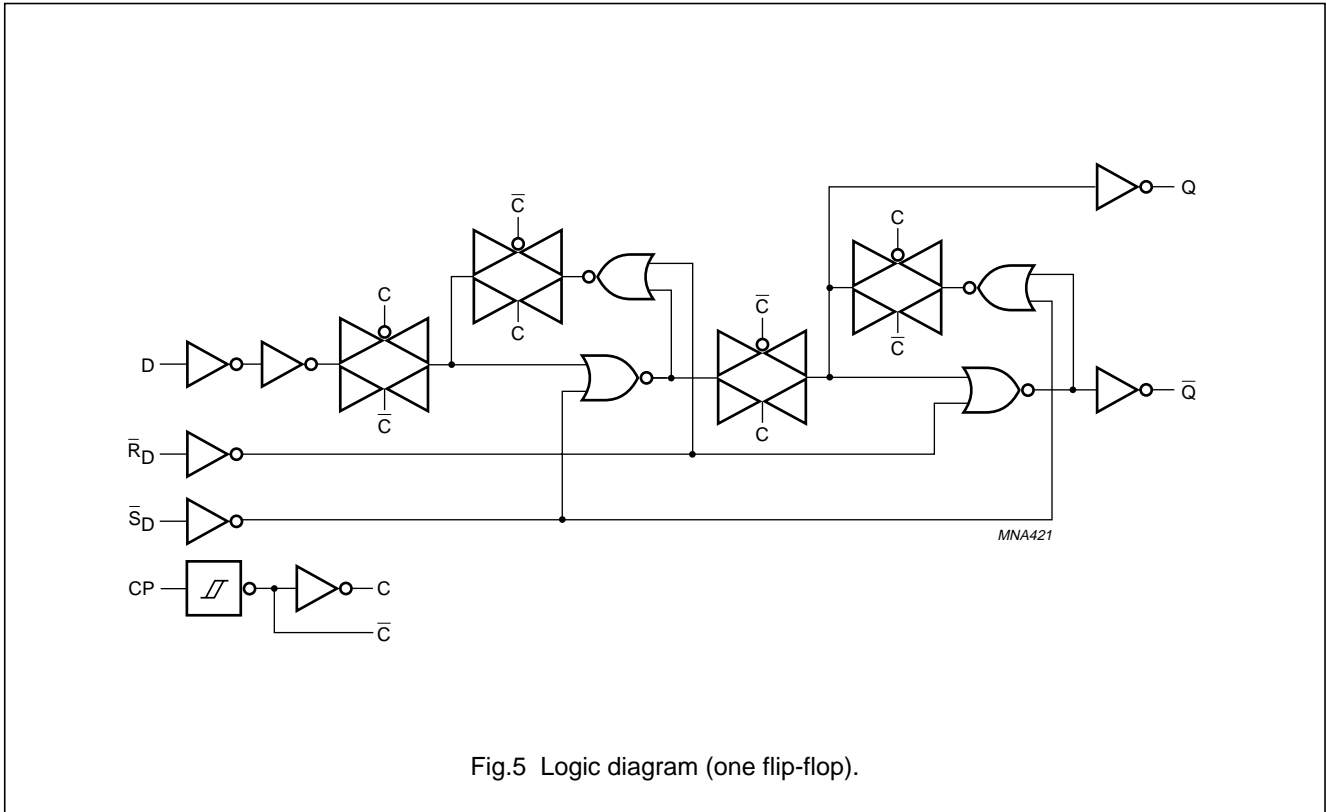 Q
C̅
C
C
C̅
C
C̅
D
C̅
C
Q̅
R̅D
S̅D
MNA421
CP
C
C̅
Fig.5 Logic diagram (one flip-flop).